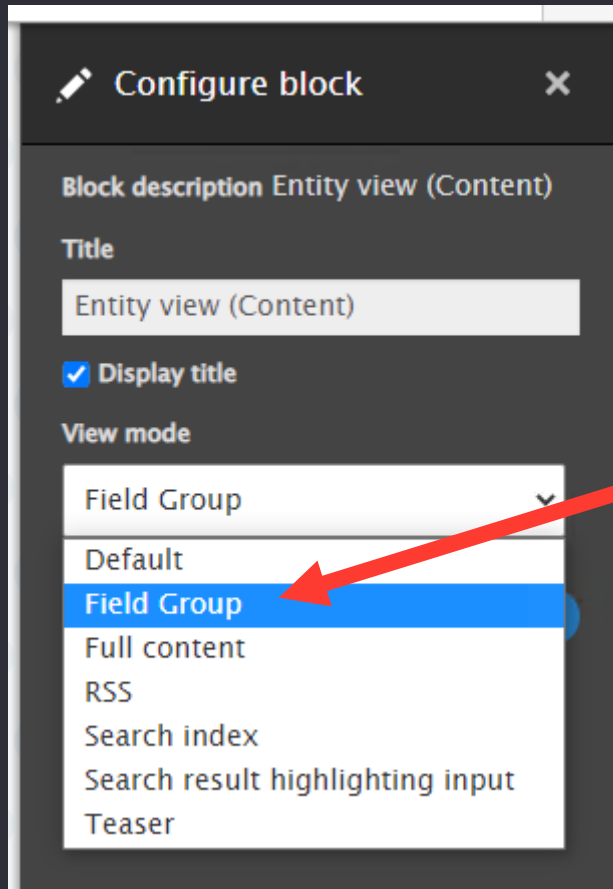 Configure block
Block description Entity view (Content)
Title
Entity view (Content)
Display title
View mode
Field Group
Default
Field Group
Full content
RSS
Search index
Search result highlighting input
Teaser